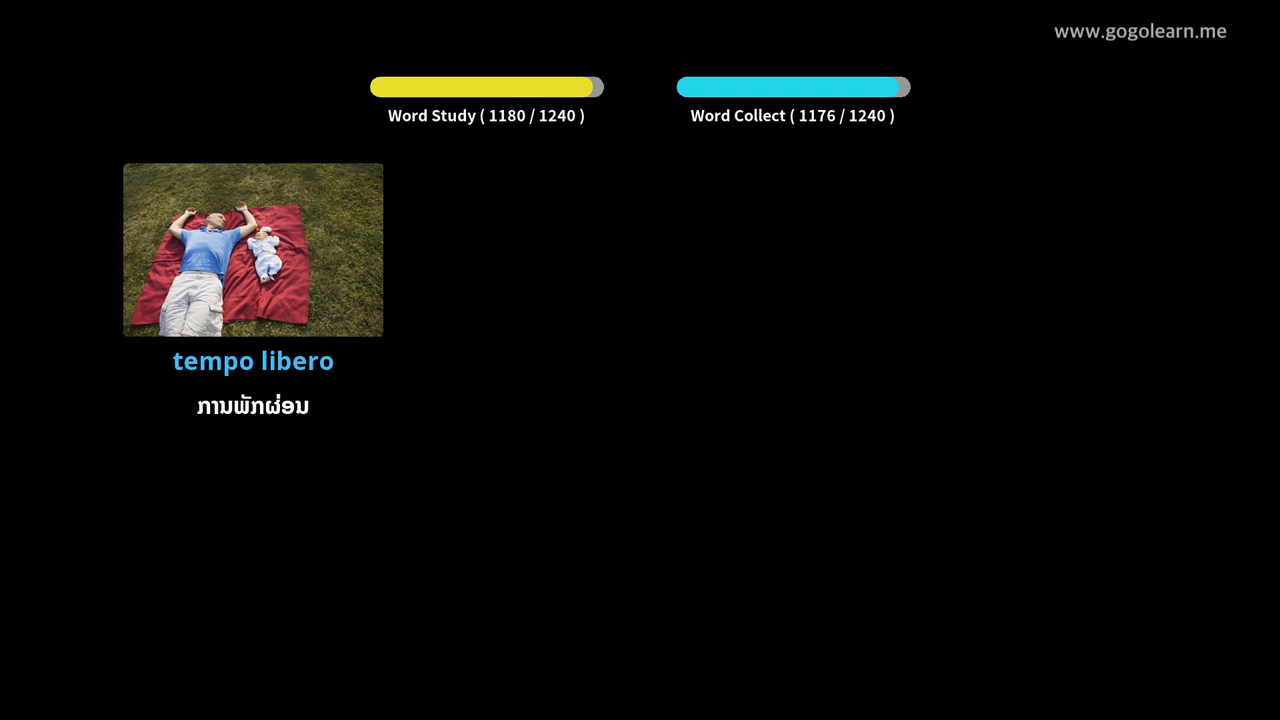 www.gogolearn.me
Word Study ( 1180 / 1240 )
Word Collect ( 1176 / 1240 )
tempo libero
ການພັກຜ່ອນ